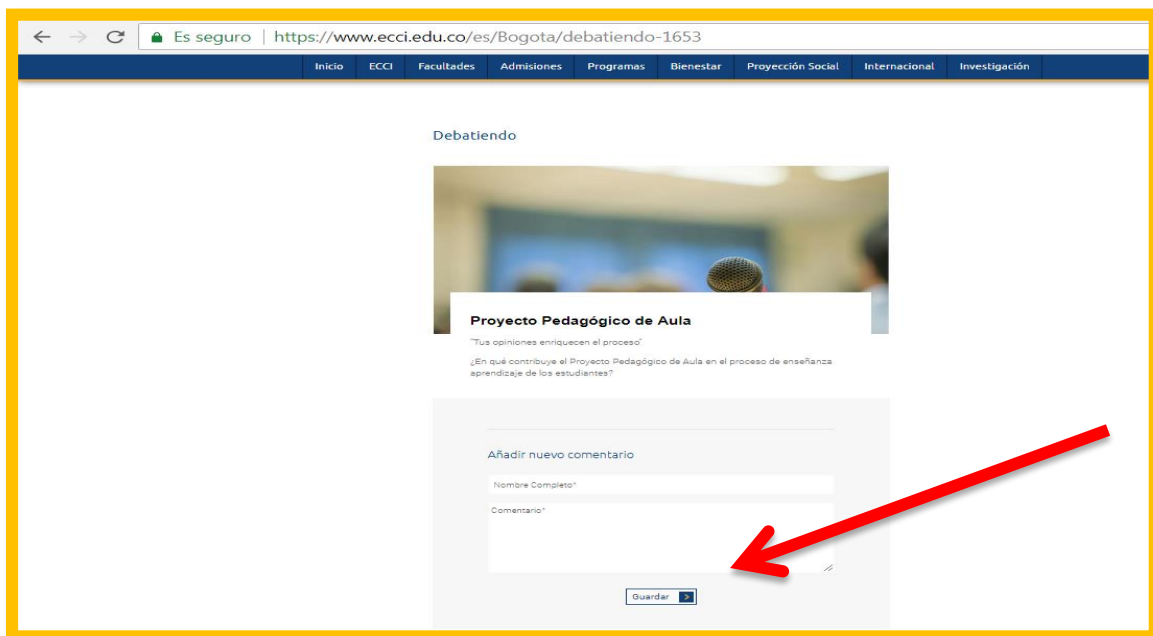 Es seguro | https://www.ecci.edu.co/es/Bogota/debatiendo-1653
Inicio ECCI Facultades Admisiones Programas Bienestar Proyección Social Internacional Investigación
Debatiendo
Proyecto Pedagógico de Aula
"Tus opiniones enriquecen el proceso"
¿En qué contribuye el Proyecto Pedagógico de Aula en el proceso de enseñanza
aprendizaje de los estudiantes?
Añadir nuevo comentario
Nombre Completo*
Comentario*
Guardar >